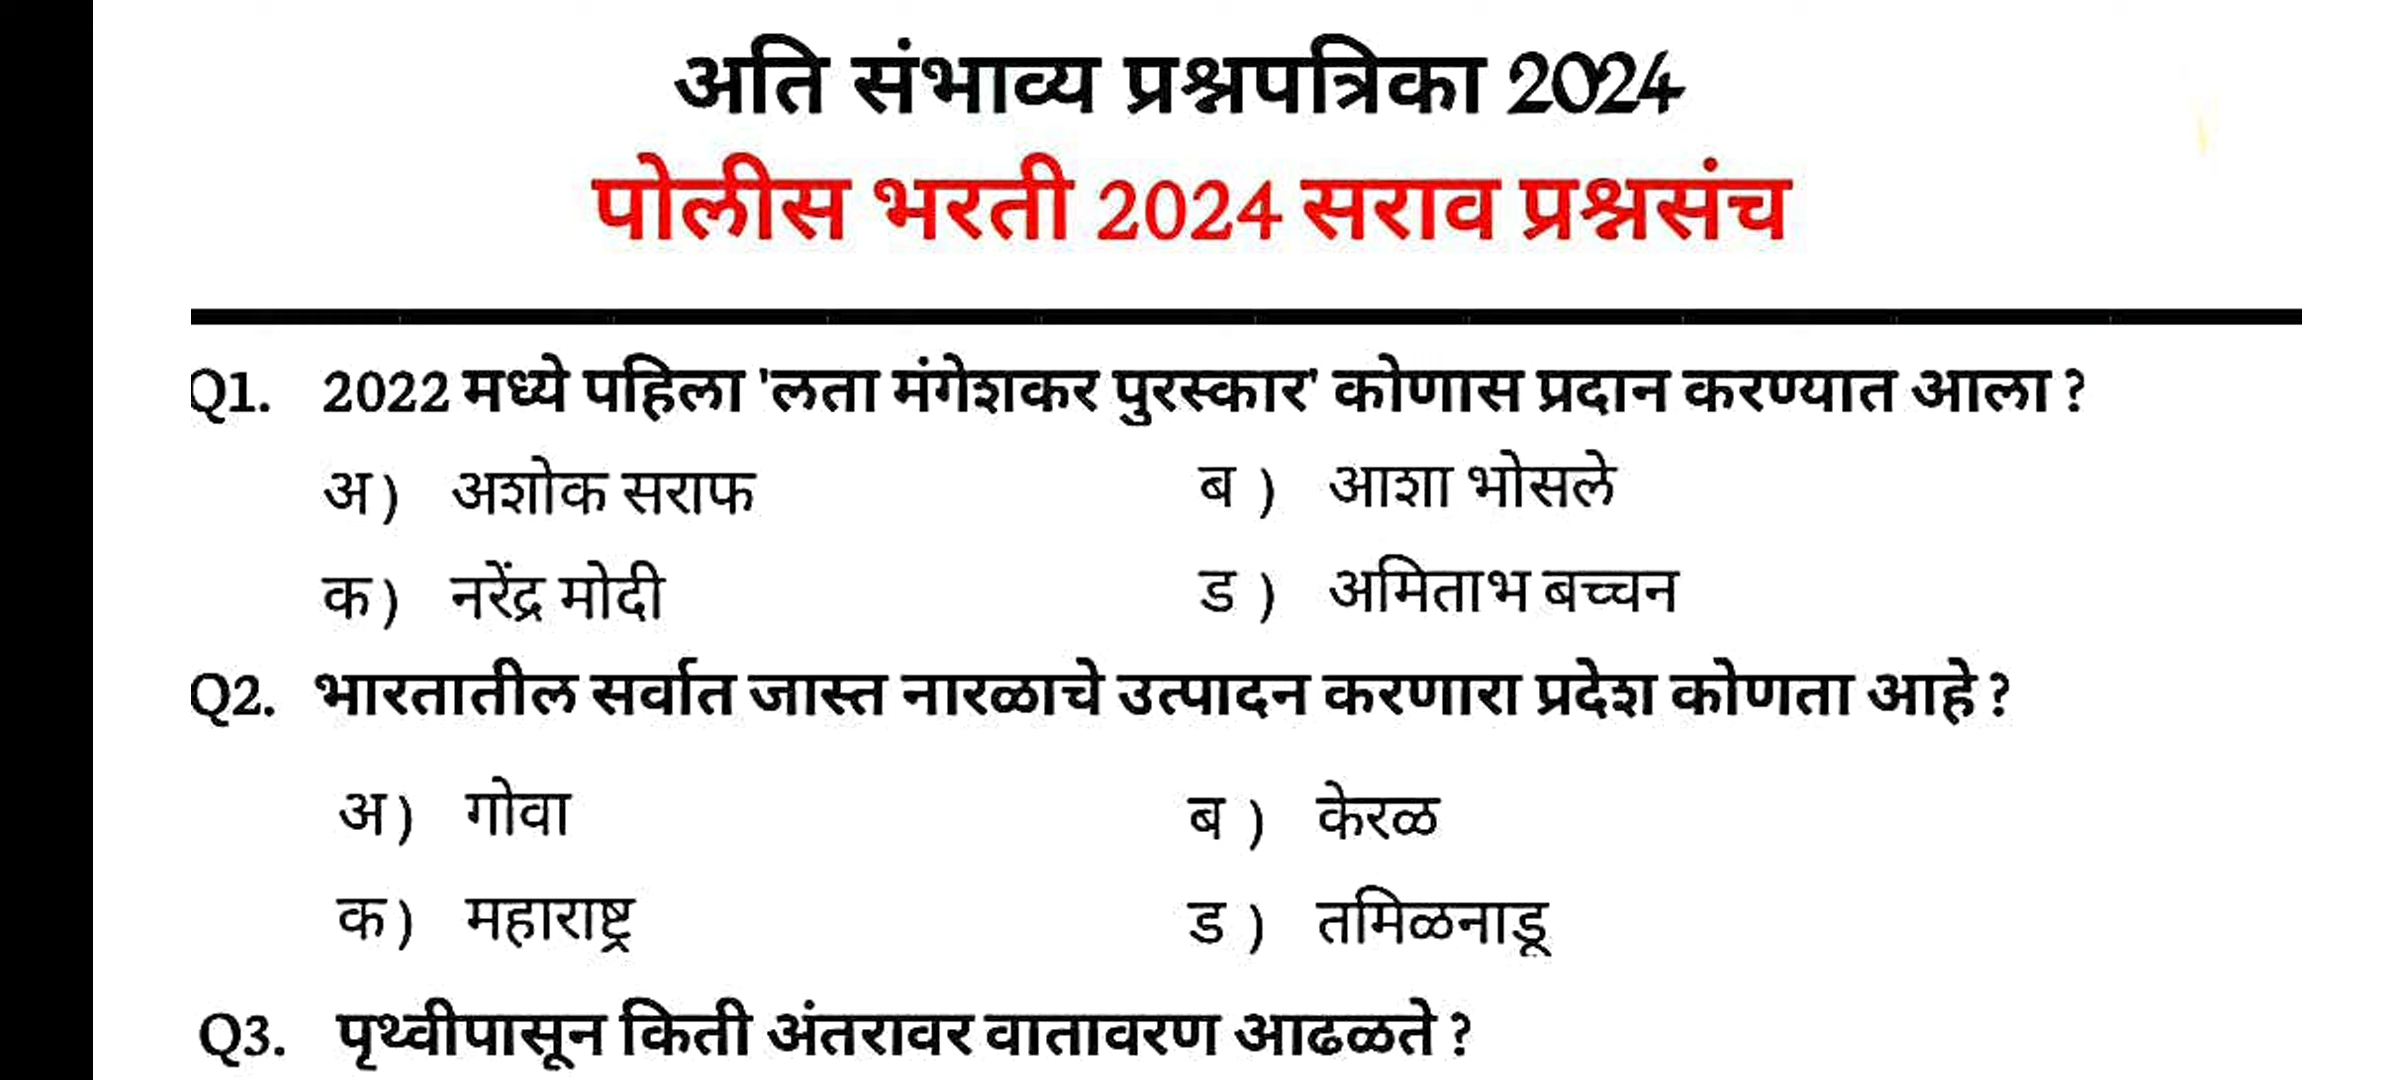 अति संभाव्य प्रश्नपत्रिका 2024
पोलीस भरती 2024 सराव प्रश्नसंच
Q1. 2022 मध्ये पहिला 'लता मंगेशकर पुरस्कार' कोणास प्रदान करण्यात आला ?
अ ) अशोक सराफ ब ) आशा भोसले
क ) नरेंद्र मोदी ड ) अमिताभ बच्चन
Q2. भारतातील सर्वात जास्त नारळाचे उत्पादन करणारा प्रदेश कोणता आहे ?
अ ) गोवा ब ) केरळ
क ) महाराष्ट्र ड ) तमिळनाडू
Q3. पृथ्वीपासून किती अंतरावर वातावरण आढळते ?